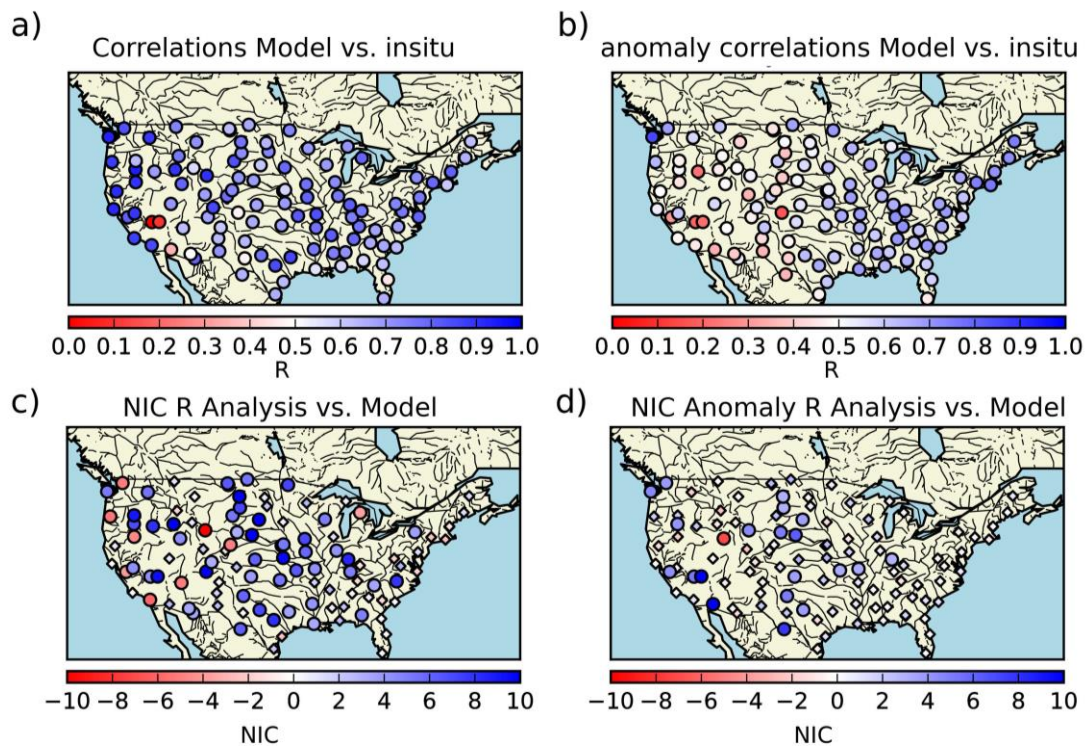 a)
Correlations Model vs. insitu
0.0 0.1 0.2 0.3 0.4 0.5 0.6 0.7 0.8 0.9 1.0
R
b)
anomaly correlations Model vs. insitu
0.0 0.1 0.2 0.3 0.4 0.5 0.6 0.7 0.8 0.9 1.0
R
c)
NIC R Analysis vs. Model
−10 −8 −6 −4 −2 0 2 4 6 8 10
NIC
d)
NIC Anomaly R Analysis vs. Model
−10 −8 −6 −4 −2 0 2 4 6 8 10
NIC